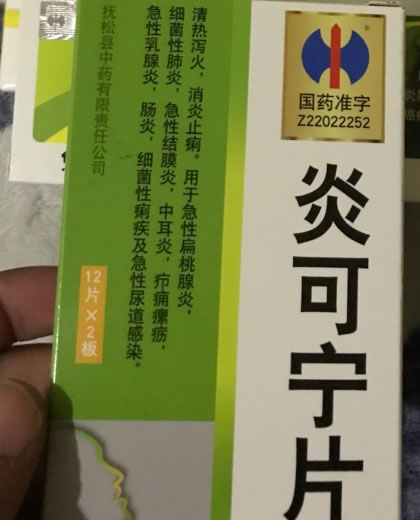 国药准字
Z22022252
炎可宁片
清热泻火，消炎止痢。用于急性扁桃腺炎，
细菌性肺炎，急性结膜炎，中耳炎，疖痈瘰疬，
急性乳腺炎，肠炎，细菌性痢疾及急性尿道感染。
12片×2板
抚松县中药有限责任公司